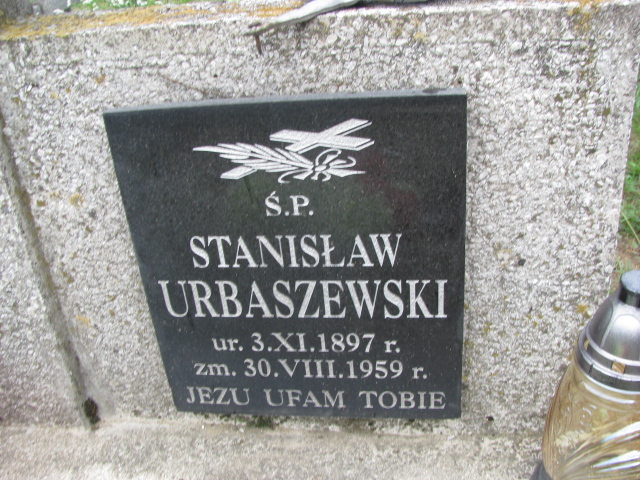 Ś.P.
STANISŁAW
URBASZEWSKI
ur. 3.XI.1897 r.
zm. 30.VIII.1959 r.
JEZU UFAM TOBIE